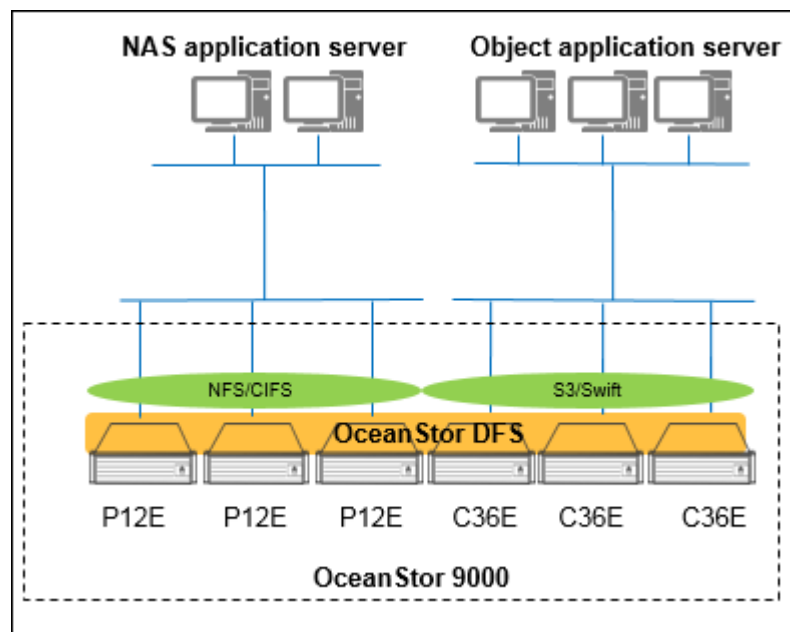 NAS application server
Object application server
NFS/CIFS
S3/Swift
OceanStor DFS
P12E
P12E
P12E
C36E
C36E
C36E
OceanStor 9000